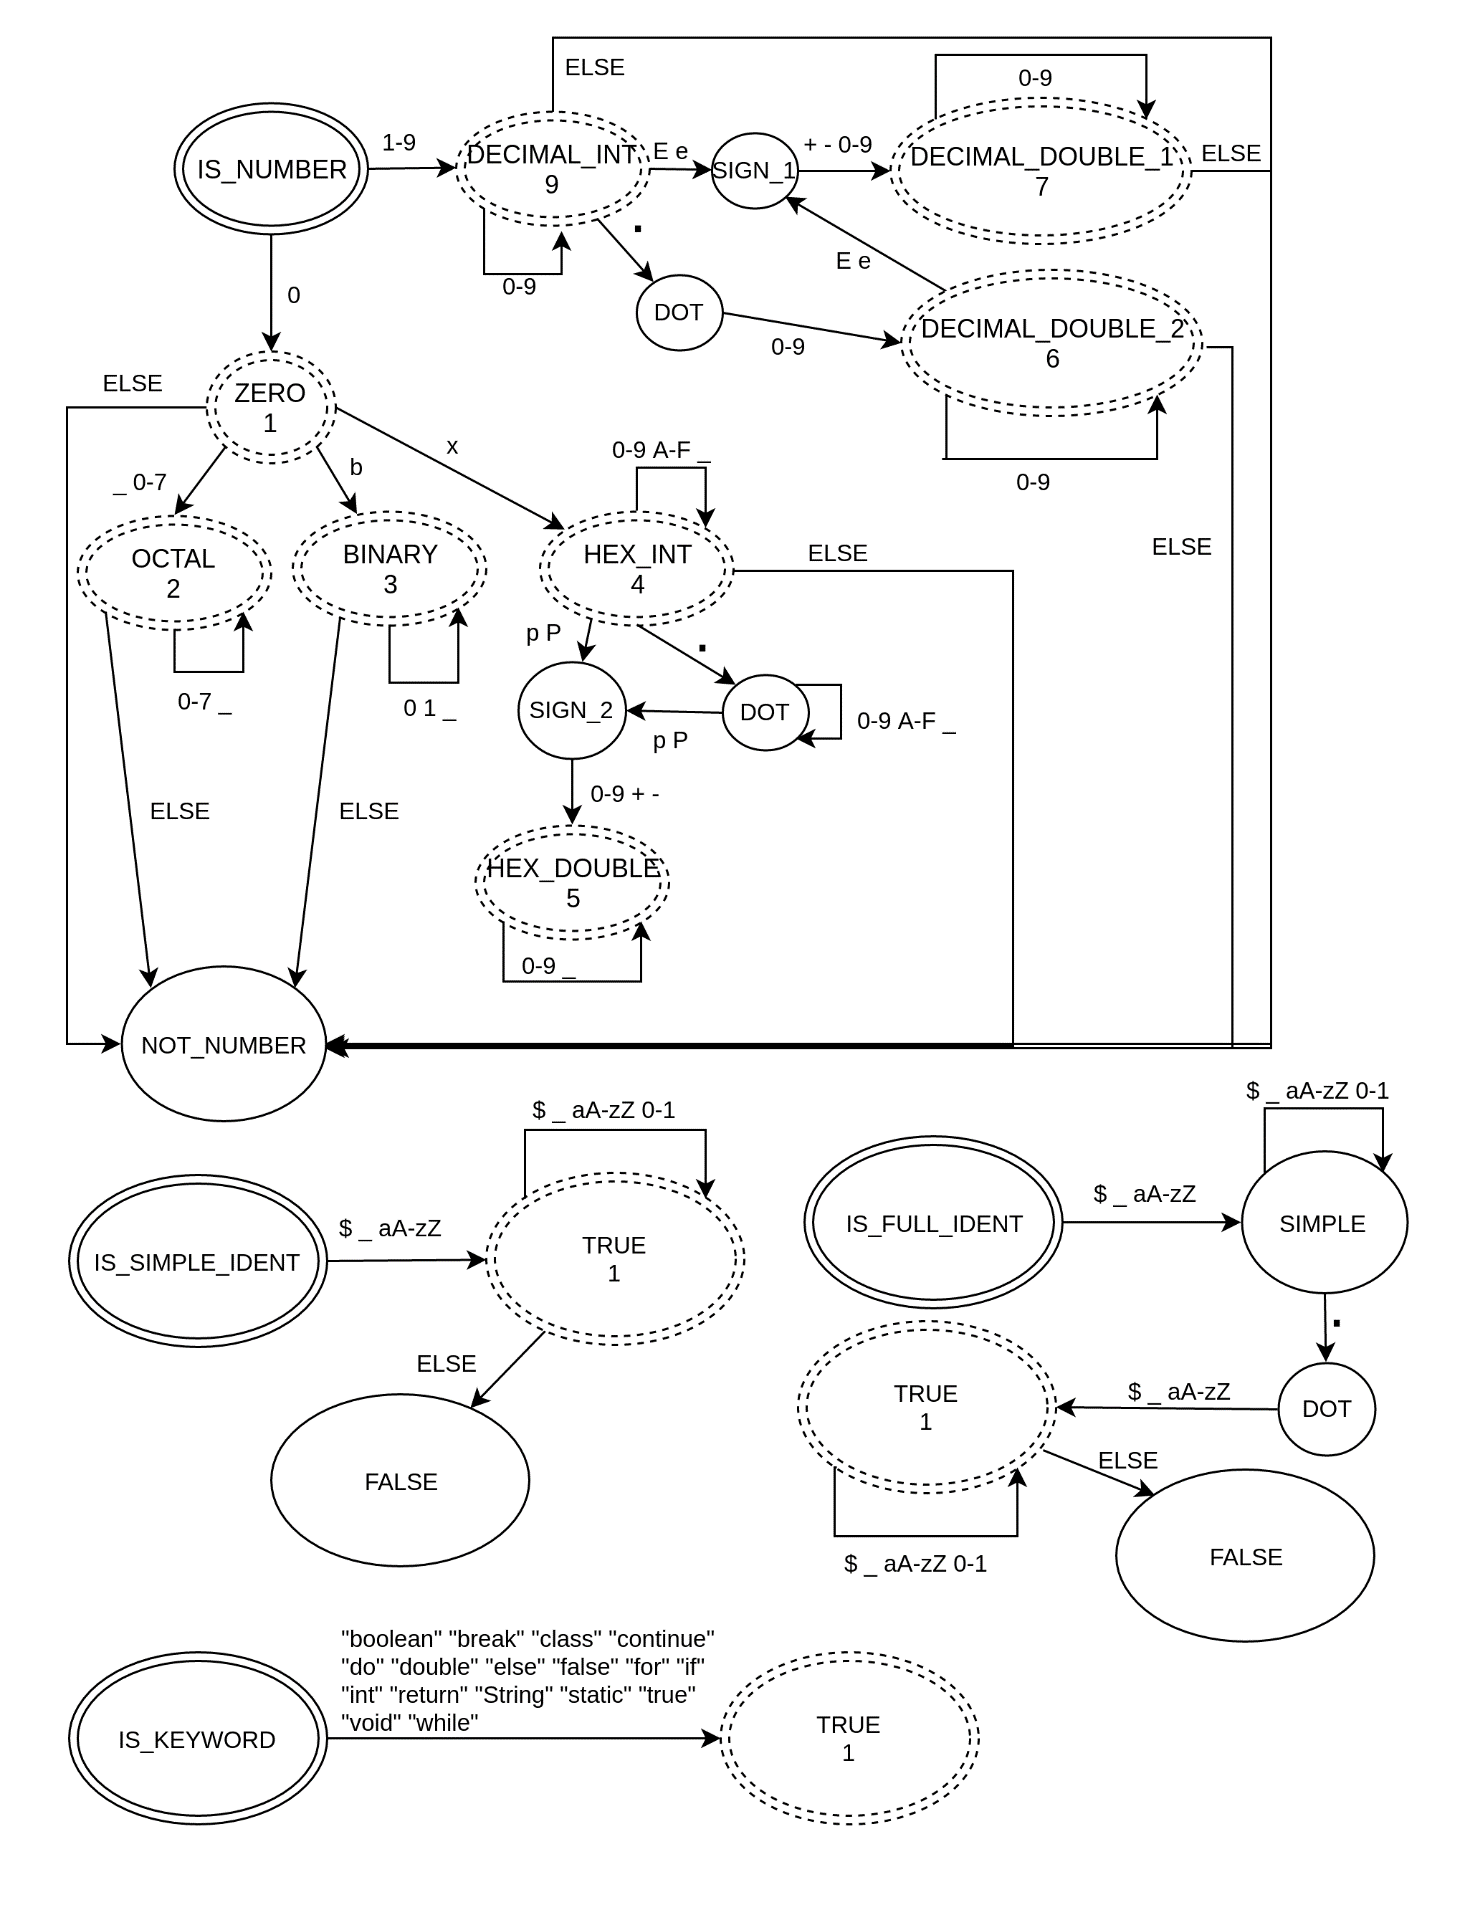 ELSE
0-9
1-9
E e
+ - 0-9
ELSE
IS_NUMBER
DECIMAL_INT
9
SIGN_1
DECIMAL_DOUBLE_1
7
.
E e
0-9
0
DOT
0-9
DECIMAL_DOUBLE_2
6
ELSE
ZERO
1
x
0-9 A-F _
_ 0-7
b
0-9
ELSE
OCTAL
2
BINARY
3
HEX_INT
4
ELSE
p P
.
0-7 _
0 1 _
SIGN_2
DOT
0-9 A-F _
p P
0-9 + -
ELSE
ELSE
HEX_DOUBLE
5
0-9 _
NOT_NUMBER
$ _ aA-zZ 0-1
$ _ aA-zZ 0-1
$ _ aA-zZ
$ _ aA-zZ
IS_SIMPLE_IDENT
TRUE
1
IS_FULL_IDENT
SIMPLE
.
ELSE
TRUE
1
$ _ aA-zZ
DOT
ELSE
FALSE
FALSE
$ _ aA-zZ 0-1
"boolean" "break" "class" "continue"
"do" "double" "else" "false" "for" "if"
"int" "return" "String" "static" "true"
"void" "while"
IS_KEYWORD
TRUE
1